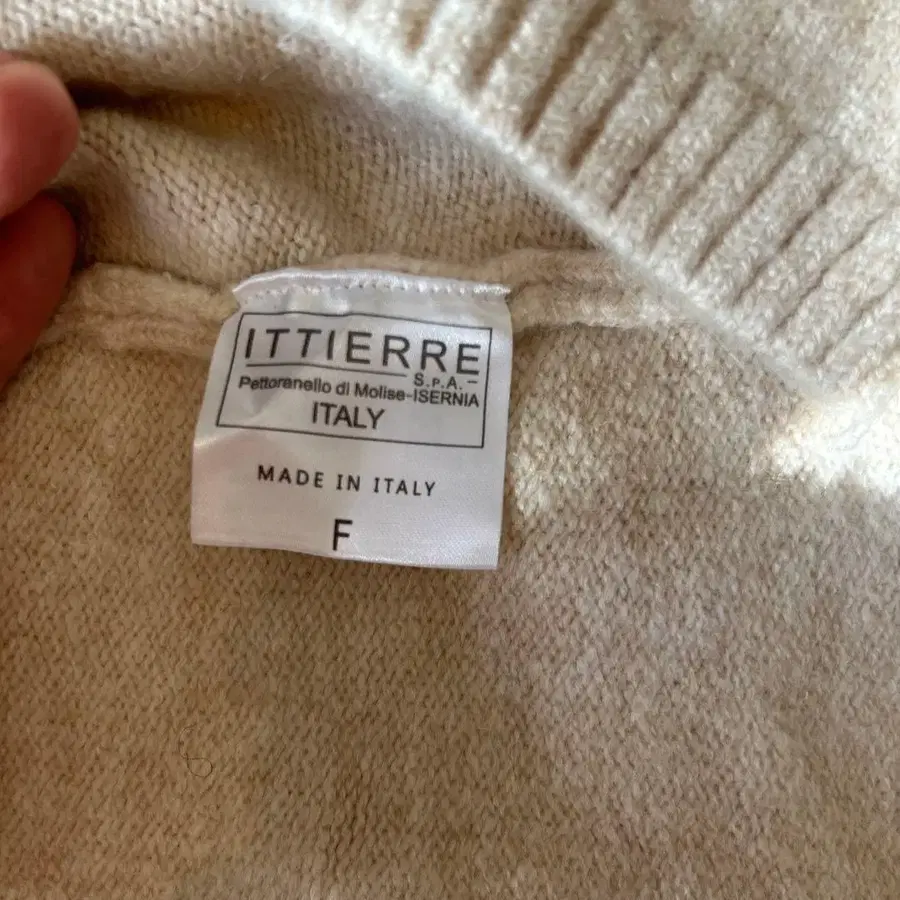 ITTIERRE
S.P.A.-
Pettoranello di Molise-ISERNIA
ITALY
MADE IN ITALY
F